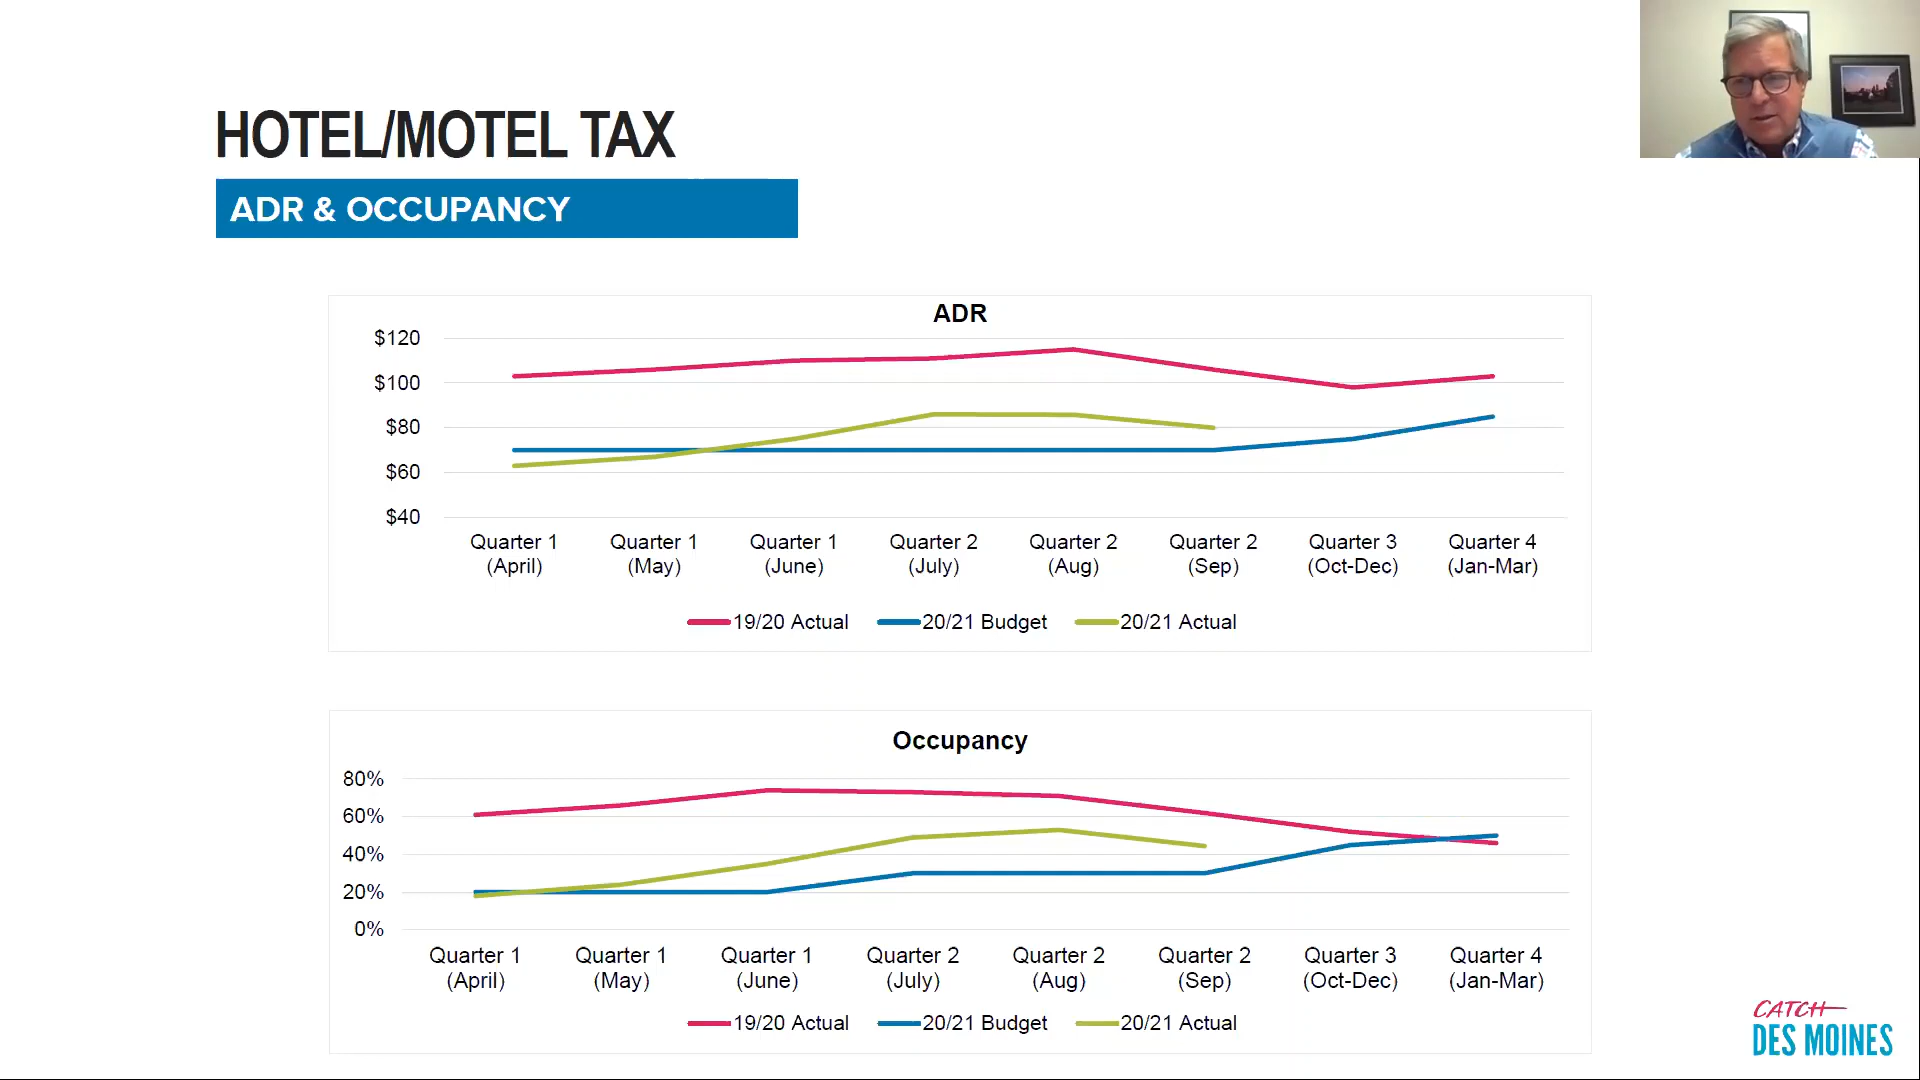 HOTEL/MOTEL TAX
ADR & OCCUPANCY
ADR
$120
$100
$80
$60
$40
Quarter 1 Quarter 1 Quarter 1 Quarter 2 Quarter 2 Quarter 2 Quarter 3 Quarter 4
(April) (May) (June) (July) (Aug) (Sep) (Oct-Dec) (Jan-Mar)
19/20 Actual 20/21 Budget 20/21 Actual
Occupancy
80%
60%
40%
20%
0%
Quarter 1 Quarter 1 Quarter 1 Quarter 2 Quarter 2 Quarter 2 Quarter 3 Quarter 4
(April) (May) (June) (July) (Aug) (Sep) (Oct-Dec) (Jan-Mar)
19/20 Actual 20/21 Budget 20/21 Actual
CATCH
DES MOINES